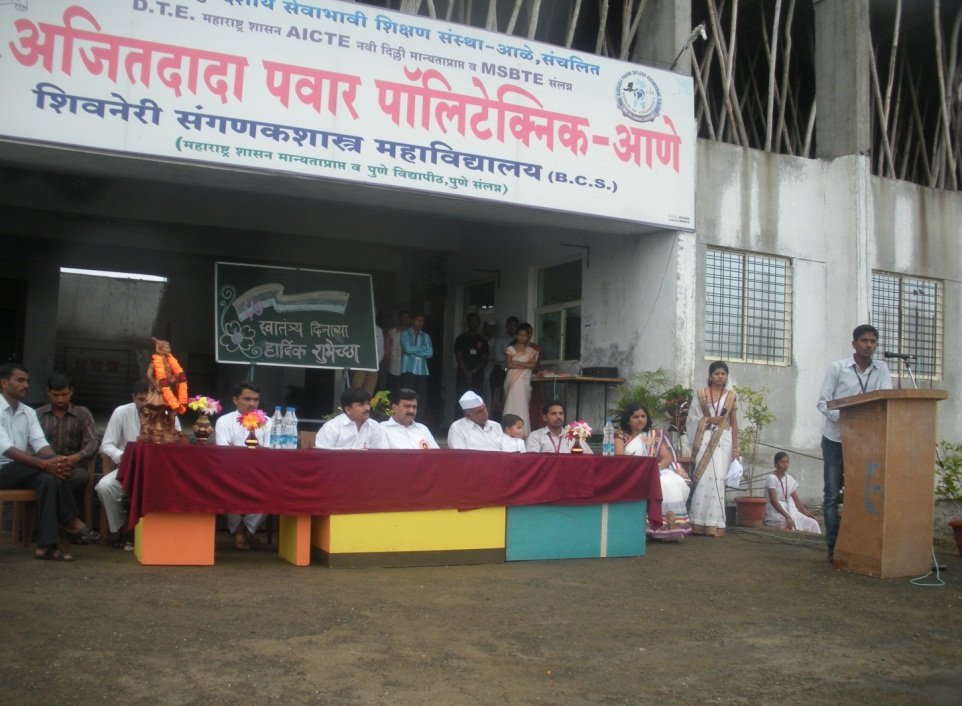 देशीय सेवाभावी शिक्षण संस्था-आळे,संचलित
D.T.E. महाराष्ट्र शासन AICTE नवी दिल्ली मान्यताप्राप्त व MSBTE संलग्न
अजितदादा पवार पॉलिटेक्निक-आणे
शिवनेरी संगणकशास्त्र महाविद्यालय (B.C.S.)
(महाराष्ट्र शासन मान्यताप्राप्त व पुणे विद्यापीठ,पुणे संलग्न)
स्वातंत्र्य दिनाच्या
हार्दिक शुभेच्छा